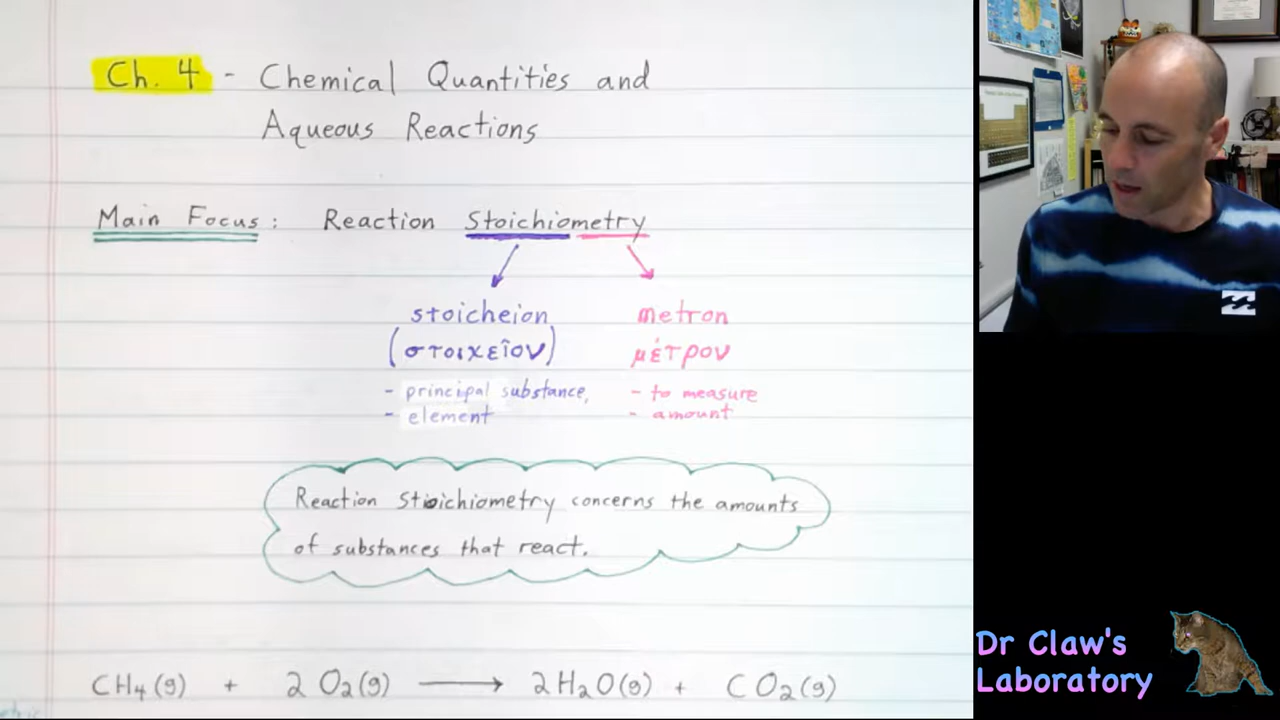 Ch. 4 - Chemical Quantities and
Aqueous Reactions
Main Focus: Reaction Stoichiometry
stoicheion
(στοιχεῖον)
- principal substance,
- element
metron
μέτρον
- to measure
- amount
Reaction Stoichiometry concerns the amounts
of substances that react.
CH₄(g) + 2 O₂(g) ⟶ 2 H₂O(g) + CO₂(g)
Dr Claw's
Laboratory